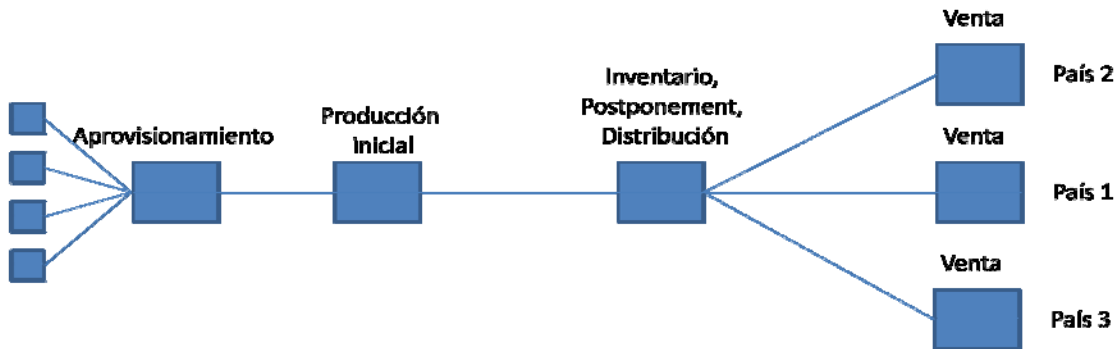 Aprovisionamiento
Producción
inicial
Inventario,
Postponement,
Distribución
Venta
País 2
Venta
País 1
Venta
País 3